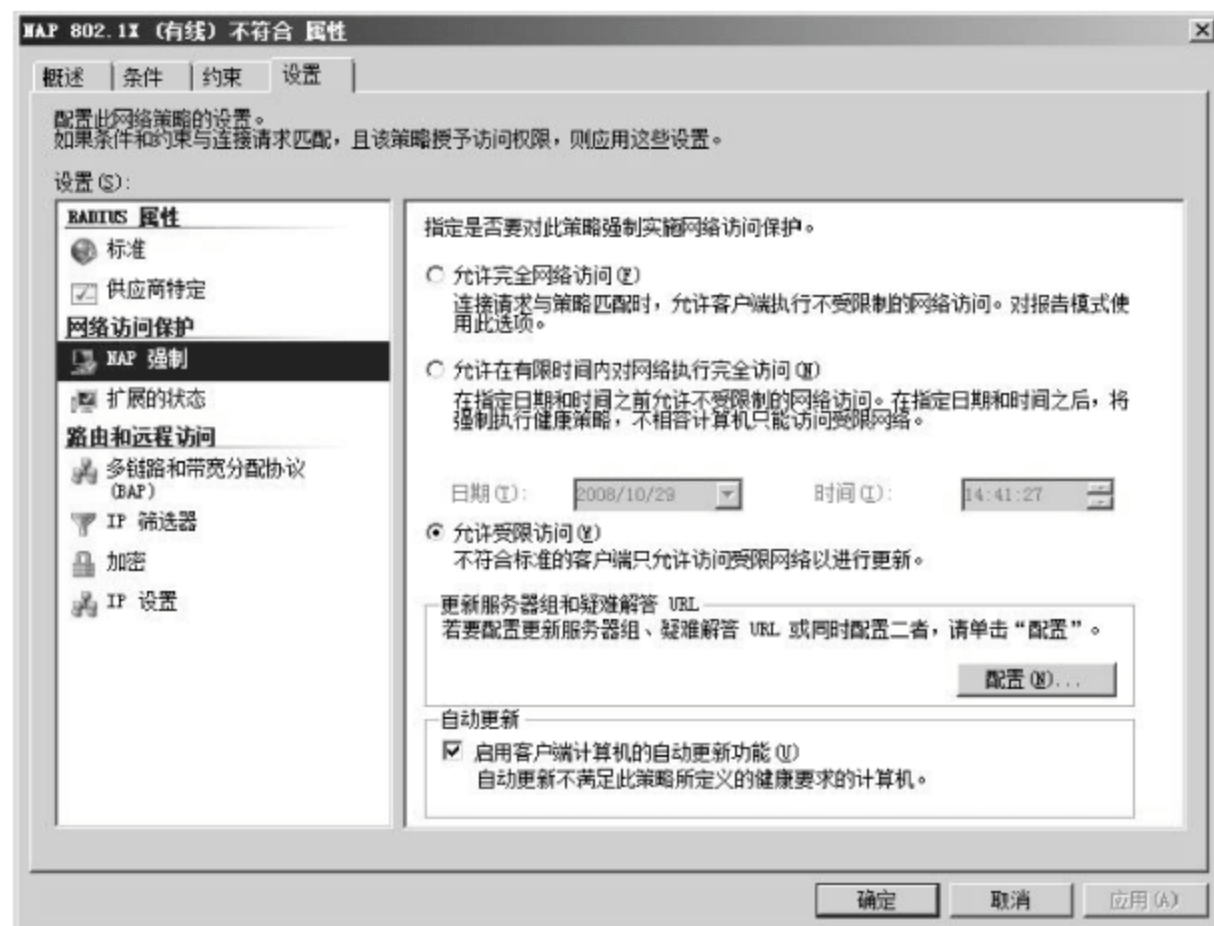 NAP 802.1X (有线) 不符合 属性
概述 条件 约束 设置
配置此网络策略的设置。
如果条件和约束与连接请求匹配，且该策略授予访问权限，则应用这些设置。
设置(S):
RADIUS 属性
标准
供应商特定
网络访问保护
NAP 强制
扩展的状态
路由和远程访问
多链路和带宽分配协议
(BAP)
IP 筛选器
加密
IP 设置
指定是否要对此策略强制实施网络访问保护。
允许完全网络访问(F)
连接请求与策略匹配时，允许客户端执行不受限制的网络访问。对报告模式使
用此选项。
允许在有限时间内对网络执行完全访问(W)
在指定日期和时间之前允许不受限制的网络访问。在指定日期和时间之后，将
强制执行健康策略，不相容计算机只能访问受限网络。
日期(T): 2008/10/29 时间(I): 14:41:27
允许受限访问(Y)
不符合标准的客户端只允许访问受限网络以进行更新。
更新服务器组和疑难解答 URL
若要配置更新服务器组、疑难解答 URL 或同时配置二者，请单击“配置”。
配置(N)...
自动更新
启用客户端计算机的自动更新功能(U)
自动更新不满足此策略所定义的健康要求的计算机。
确定 取消 应用(A)